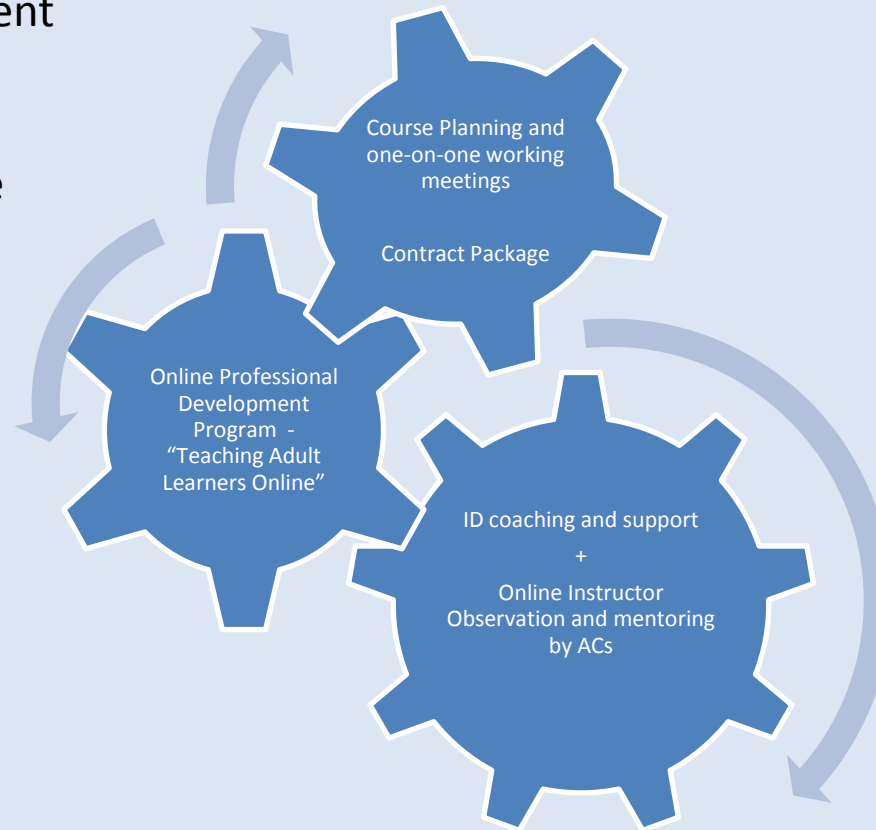 ent
e
Course Planning and
one-on-one working
meetings
Contract Package
Online Professional
Development
Program -
“Teaching Adult
Learners Online”
ID coaching and support
+
Online Instructor
Observation and mentoring
by ACs